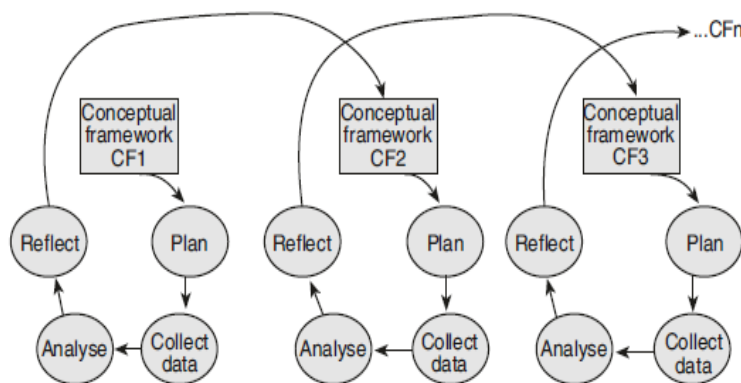 ...CFn
Conceptual
framework
CF1
Conceptual
framework
CF2
Conceptual
framework
CF3
Reflect
Plan
Reflect
Plan
Reflect
Plan
Analyse
Collect
data
Analyse
Collect
data
Analyse
Collect
data